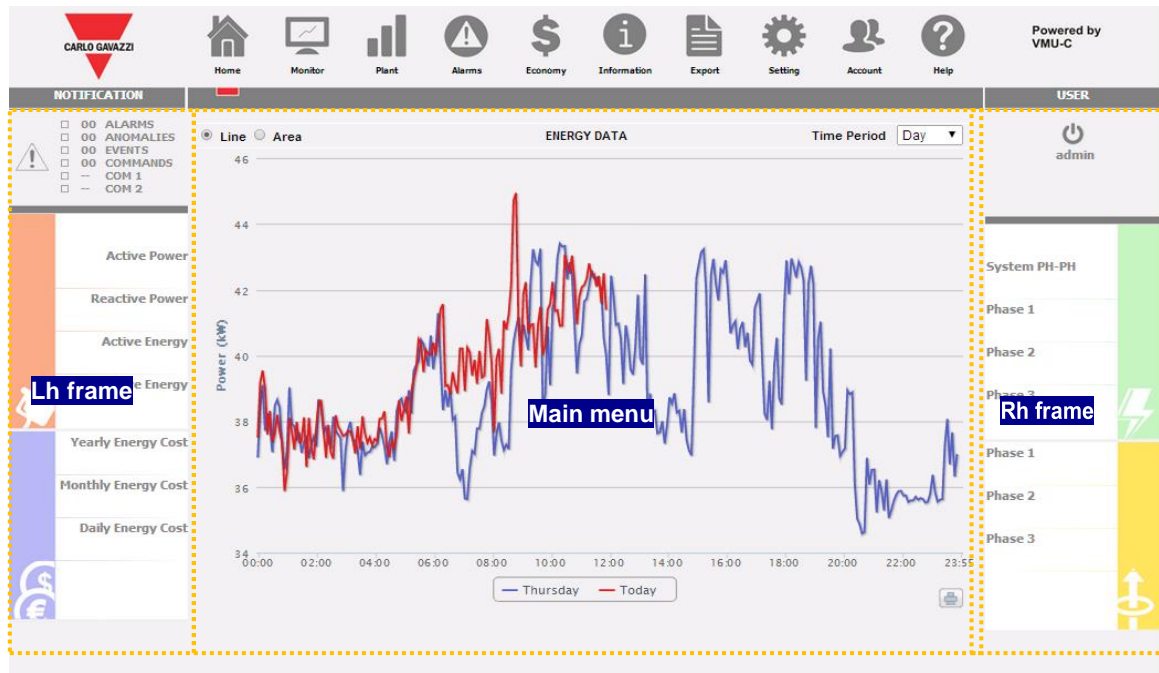 CARLO GAVAZZI
Home
Monitor
Plant
Alarms
Economy
Information
Export
Setting
Account
Help
Powered by
VMU-C
NOTIFICATION
USER
00 ALARMS
00 ANOMALIES
00 EVENTS
00 COMMANDS
-- COM 1
-- COM 2
Line
Area
ENERGY DATA
Time Period
Day
admin
Active Power
Reactive Power
Active Energy
Energy
Lh frame
Yearly Energy Cost
Monthly Energy Cost
Daily Energy Cost
Power (kW)
46
44
42
40
38
36
34
Main menu
00:00
02:00
04:00
06:00
08:00
10:00
12:00
14:00
16:00
18:00
20:00
22:00
23:55
Thursday
Today
System PH-PH
Phase 1
Phase 2
Phase 3
Rh frame
Phase 1
Phase 2
Phase 3